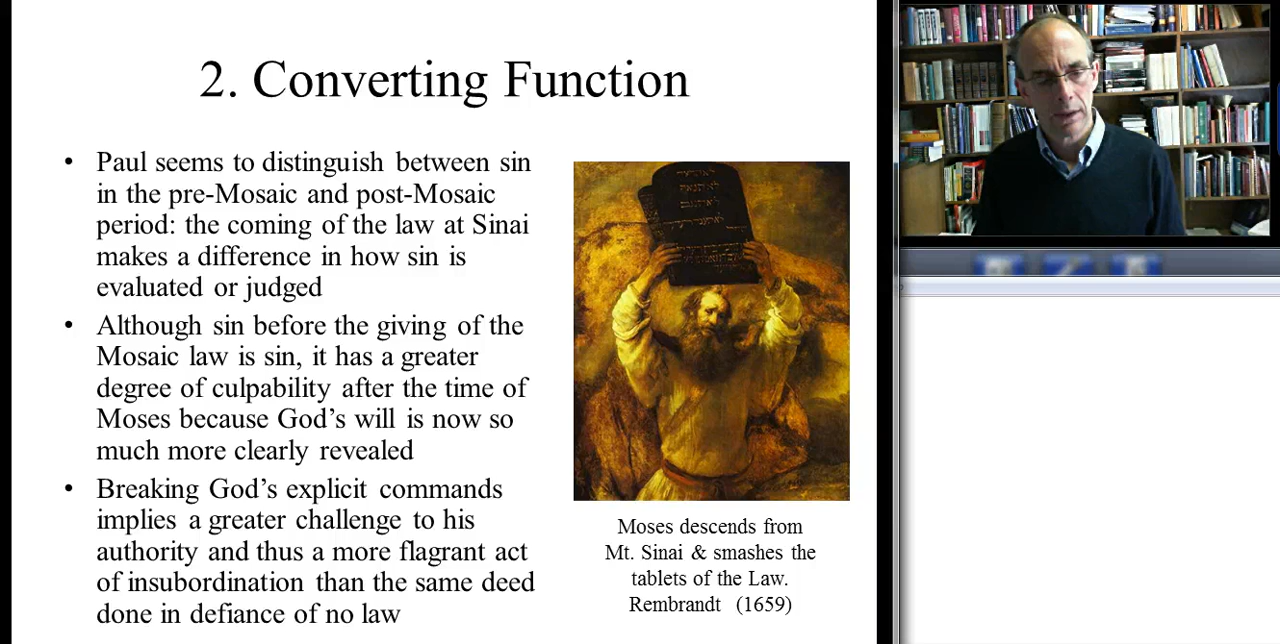 2. Converting Function
• Paul seems to distinguish between sin
in the pre-Mosaic and post-Mosaic
period: the coming of the law at Sinai
makes a difference in how sin is
evaluated or judged
• Although sin before the giving of the
Mosaic law is sin, it has a greater
degree of culpability after the time of
Moses because God’s will is now so
much more clearly revealed
• Breaking God’s explicit commands
implies a greater challenge to his
authority and thus a more flagrant act
of insubordination than the same deed
done in defiance of no law
Moses descends from
Mt. Sinai & smashes the
tablets of the Law.
Rembrandt (1659)